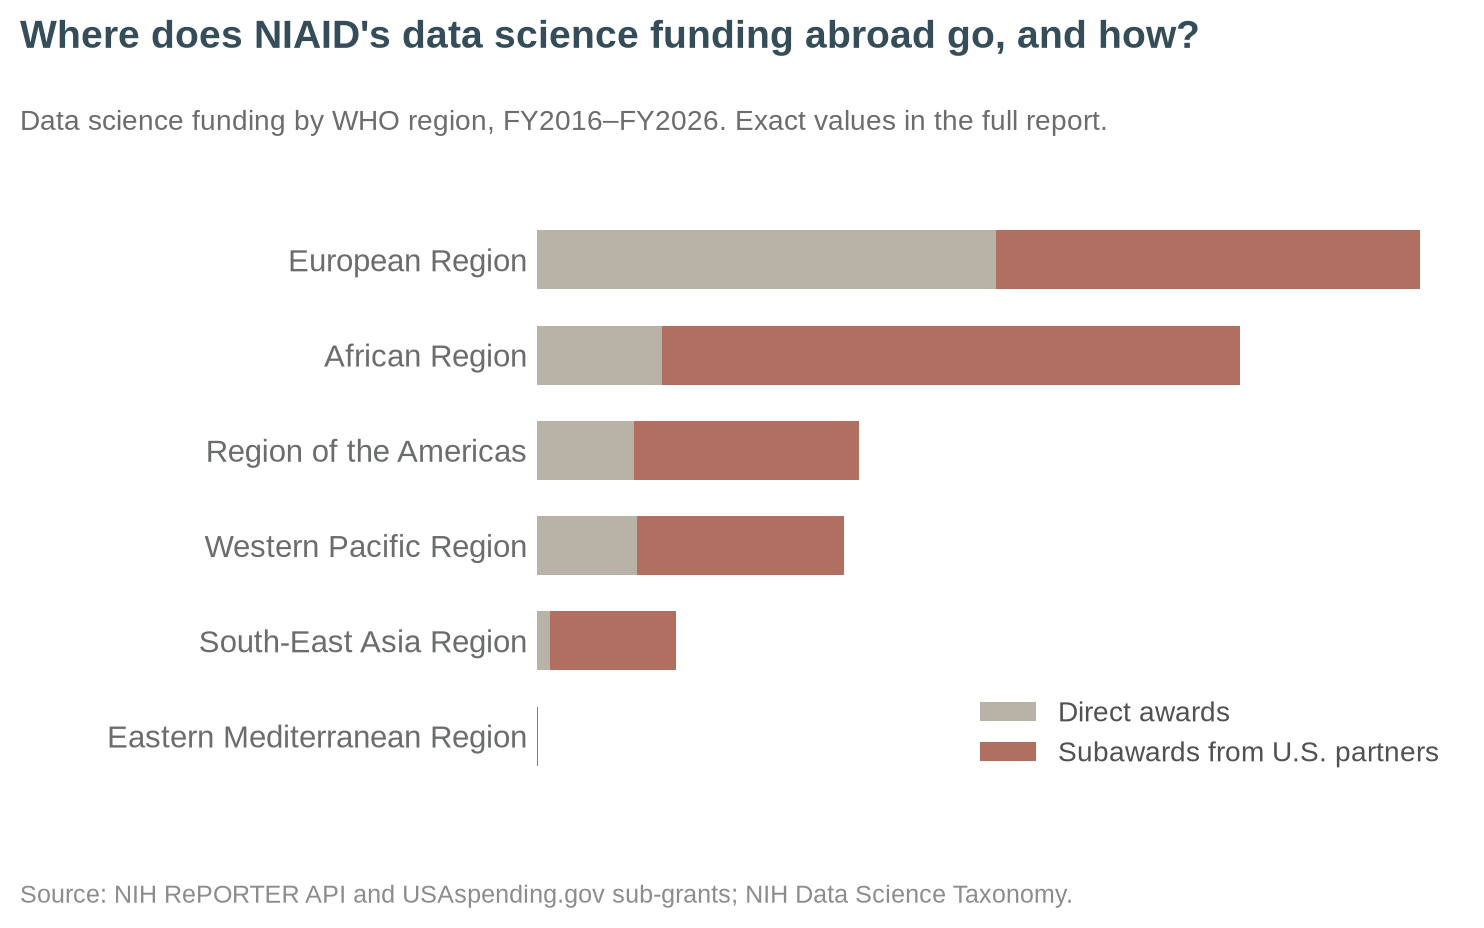 Where does NIAID's data science funding abroad go, and how?
Data science funding by WHO region, FY2016–FY2026. Exact values in the full report.
European Region
African Region
Region of the Americas
Western Pacific Region
South-East Asia Region
Eastern Mediterranean Region
Direct awards
Subawards from U.S. partners
Source: NIH RePORTER API and USAspending.gov sub-grants; NIH Data Science Taxonomy.